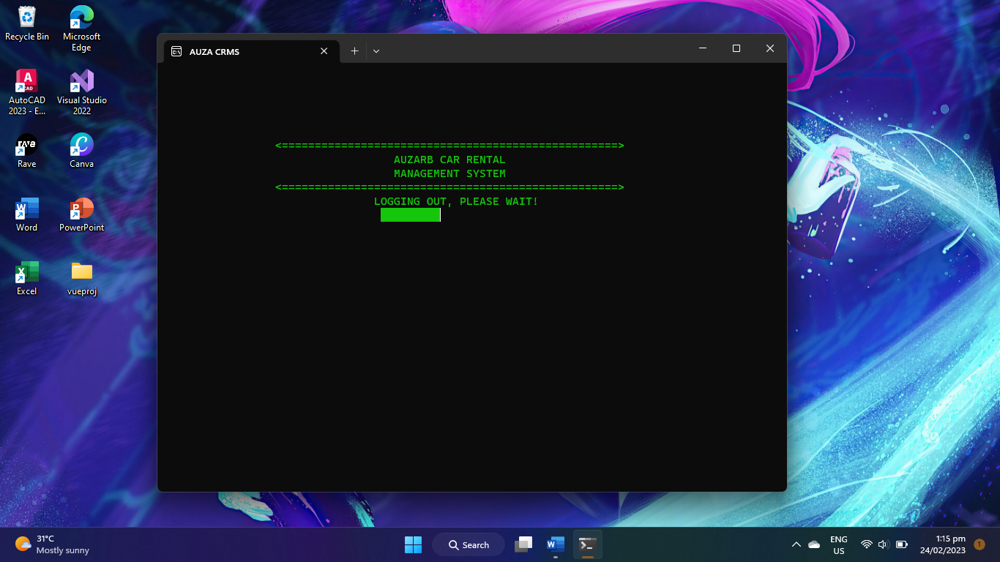 Recycle Bin
Microsoft
Edge
AutoCAD
2023 - E...
Visual Studio
2022
Rave
Canva
Word
PowerPoint
Excel
vueproj
AUZA CRMS
<===================================================>
AUZARB CAR RENTAL
MANAGEMENT SYSTEM
<===================================================>
LOGGING OUT, PLEASE WAIT!
31°C
Mostly sunny
Search
ENG
US
1:15 pm
24/02/2023
1